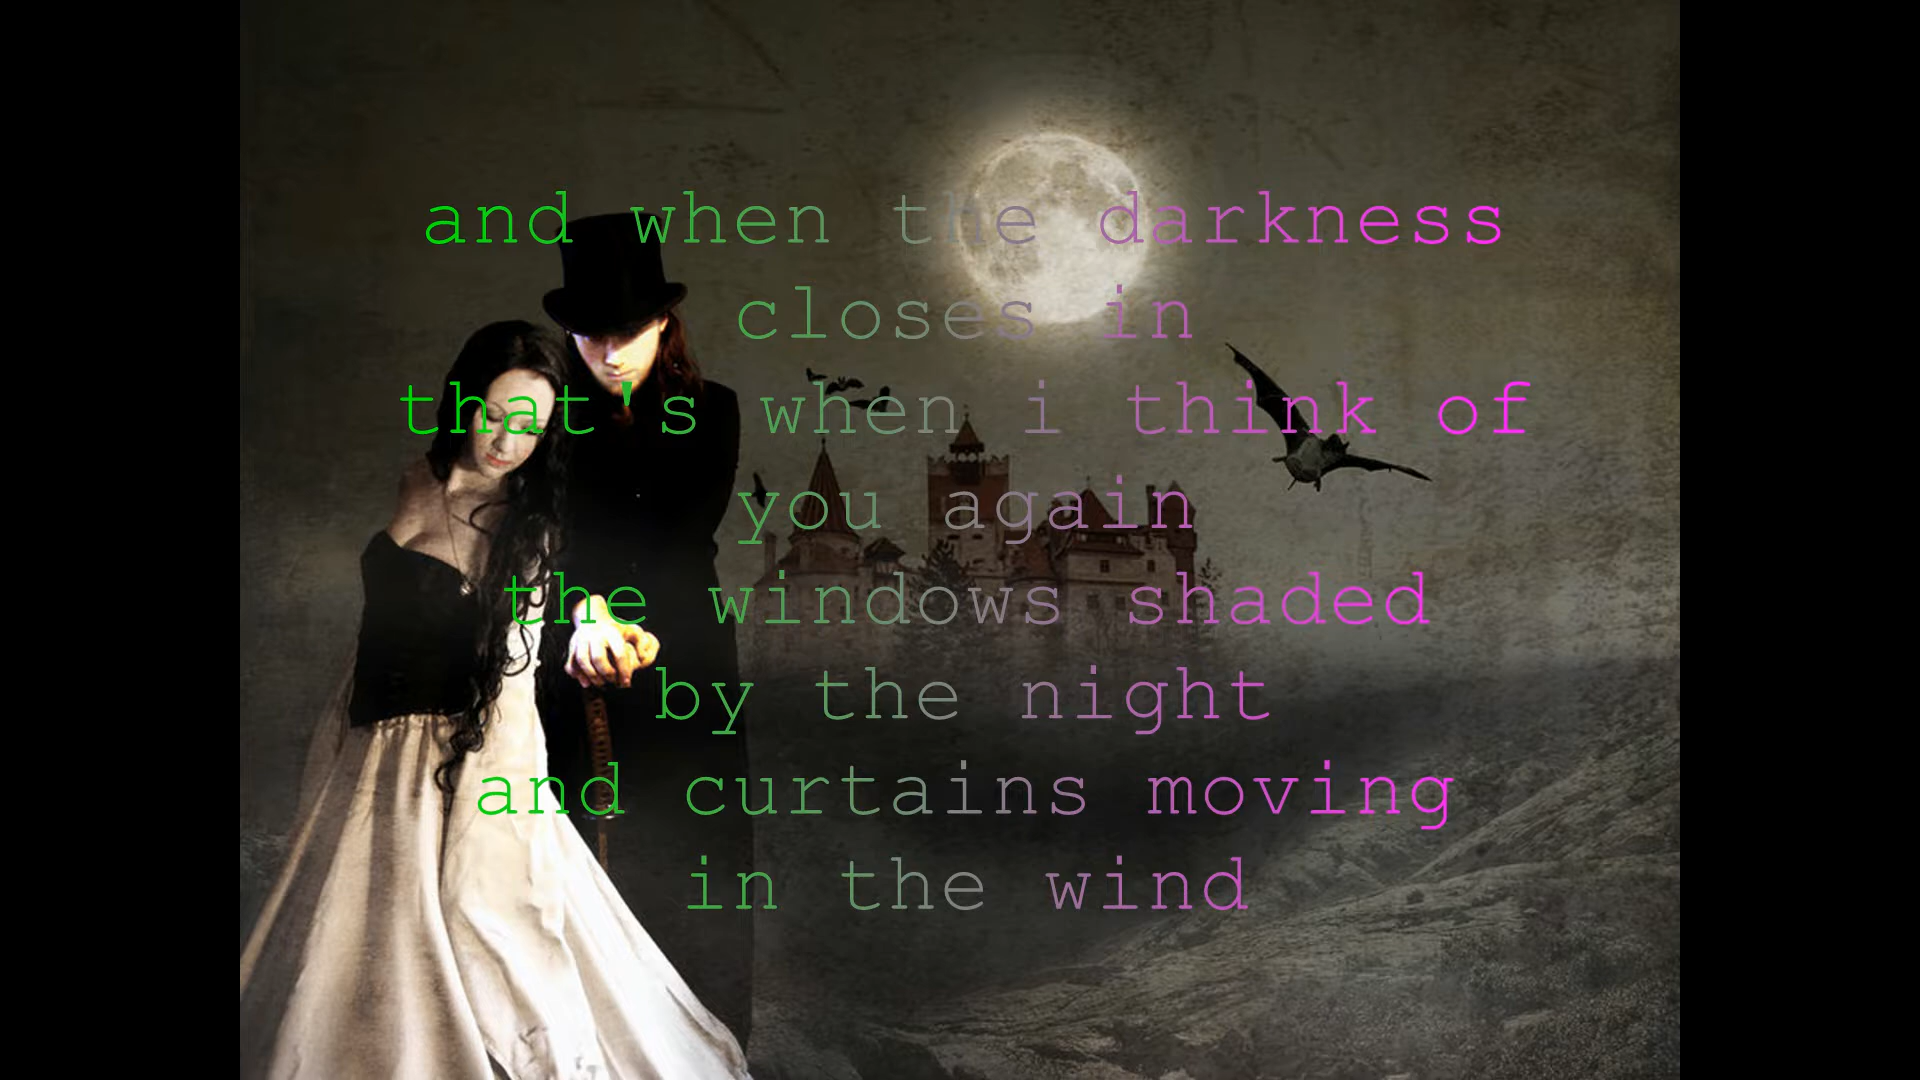 and when the darkness
closes in
that's when i think of
you again
the windows shaded
by the night
and curtains moving
in the wind